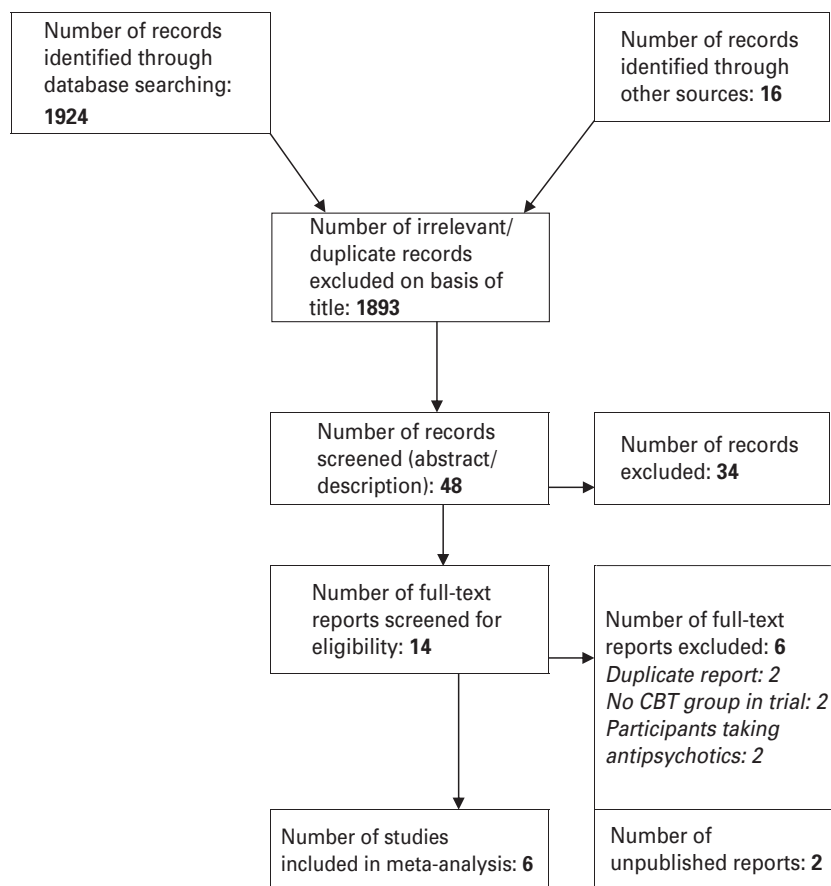 Number of records
identified through
database searching:
1924
Number of records
identified through
other sources: 16
Number of irrelevant/
duplicate records
excluded on basis of
title: 1893
Number of records
screened (abstract/
description): 48
Number of records
excluded: 34
Number of full-text
reports screened for
eligibility: 14
Number of full-text
reports excluded: 6
Duplicate report: 2
No CBT group in trial: 2
Participants taking
antipsychotics: 2
Number of studies
included in meta-analysis: 6
Number of
unpublished reports: 2